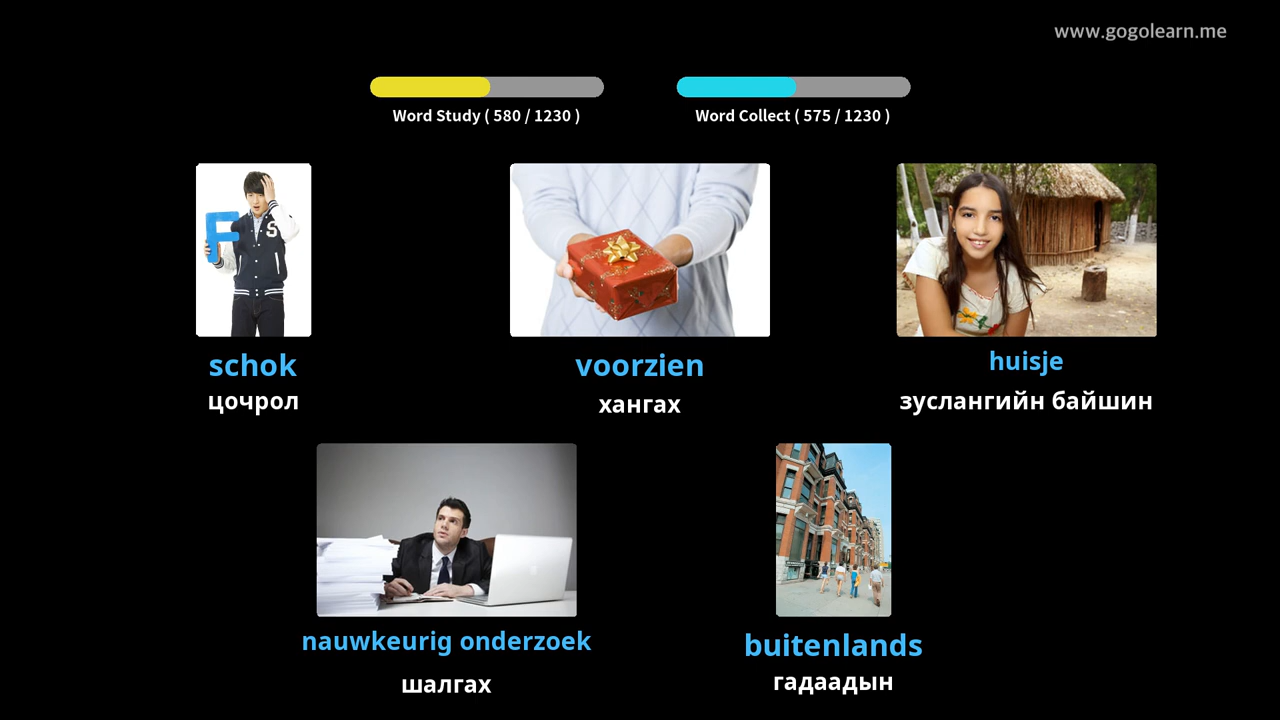 www.gogolearn.me
Word Study ( 580 / 1230 )
Word Collect ( 575 / 1230 )
F
S
schok
цочрол
voorzien
хангах
huisje
зуслангийн байшин
nauwkeurig onderzoek
шалгах
buitenlands
гадаадын